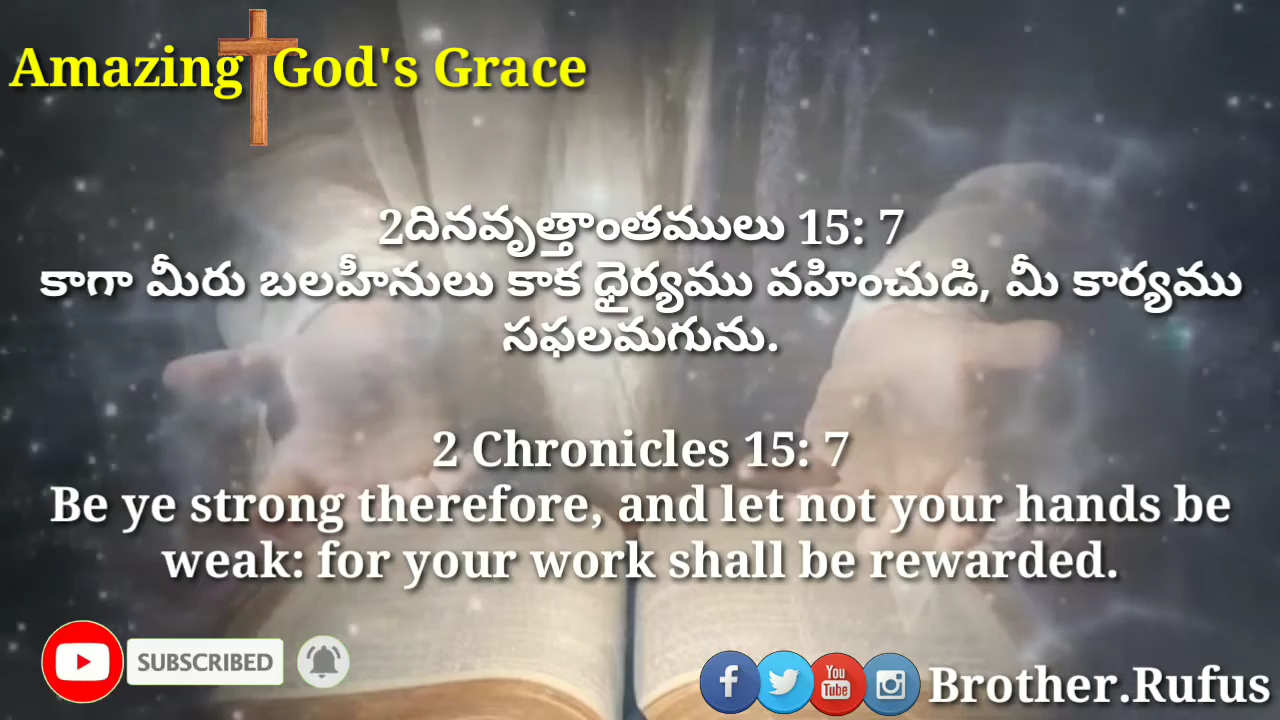 Amazing God's Grace
2దినవృత్తాంతములు 15: 7
కాగా మీరు బలహీనులు కాక ధైర్యము వహించుడి, మీ కార్యము
సఫలమగును.
2 Chronicles 15: 7
Be ye strong therefore, and let not your hands be
weak: for your work shall be rewarded.
SUBSCRIBED
You
Tube
Brother.Rufus